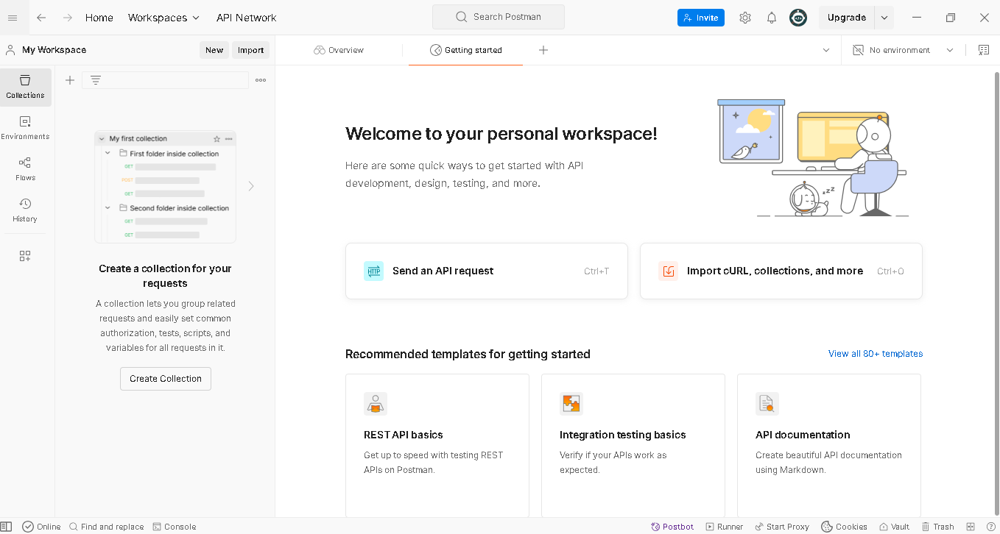 Home Workspaces API Network Search Postman Invite Upgrade
My Workspace New Import Overview Getting started No environment
Collections
Environments
Flows
History
My first collection
First folder inside collection
GET
POST
GET
Second folder inside collection
GET
GET
Create a collection for your
requests
A collection lets you group related
requests and easily set common
authorization, tests, scripts, and
variables for all requests in it.
Create Collection
Welcome to your personal workspace!
Here are some quick ways to get started with API
development, design, testing, and more.
zzz
HTTP Send an API request Ctrl+T
Import cURL, collections, and more Ctrl+O
Recommended templates for getting started View all 80+ templates
REST API basics
Get up to speed with testing REST
APIs on Postman.
Integration testing basics
Verify if your APIs work as
expected.
API documentation
Create beautiful API documentation
using Markdown.
Online Find and replace Console Postbot Runner Start Proxy Cookies Vault Trash